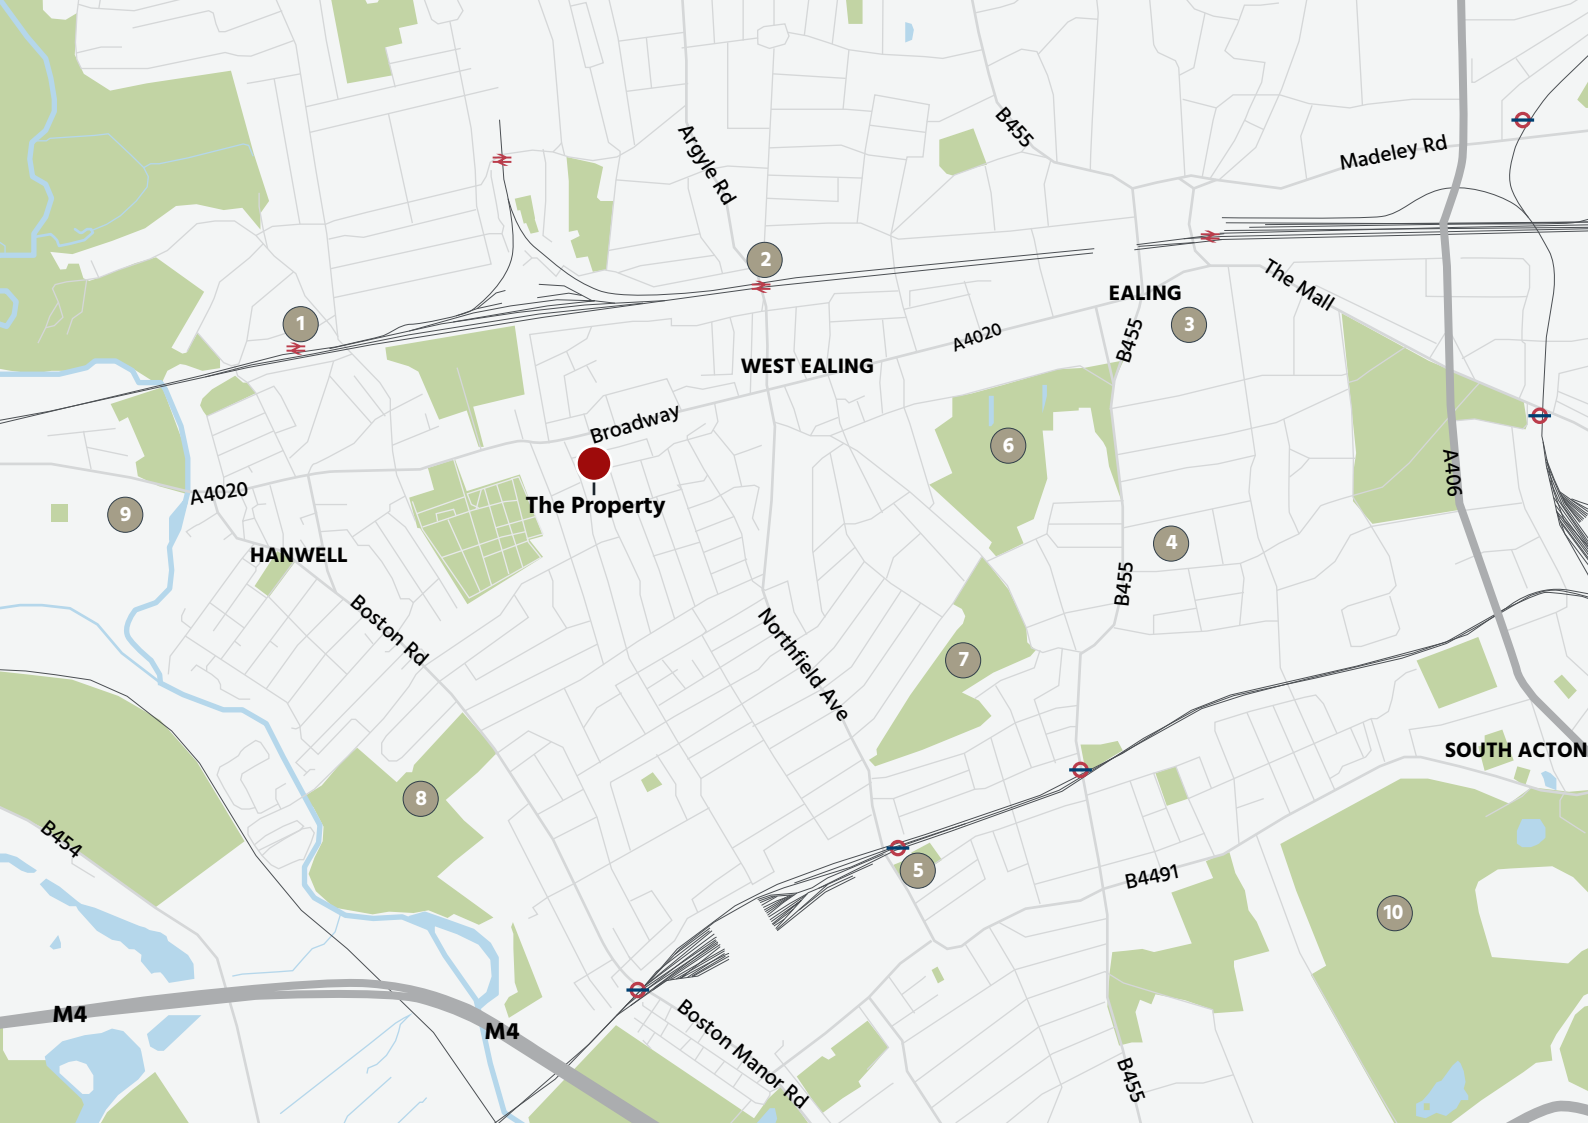 B455
Argyle Rd
Madeley Rd
2
The Mall
EALING
1
3
B455
A4020
WEST EALING
Broadway
6
A406
The Property
A4020
9
4
HANWELL
B455
Boston Rd
Northfield Ave
7
SOUTH ACTON
8
B454
5
B4491
10
M4
M4
Boston Manor Rd
B455